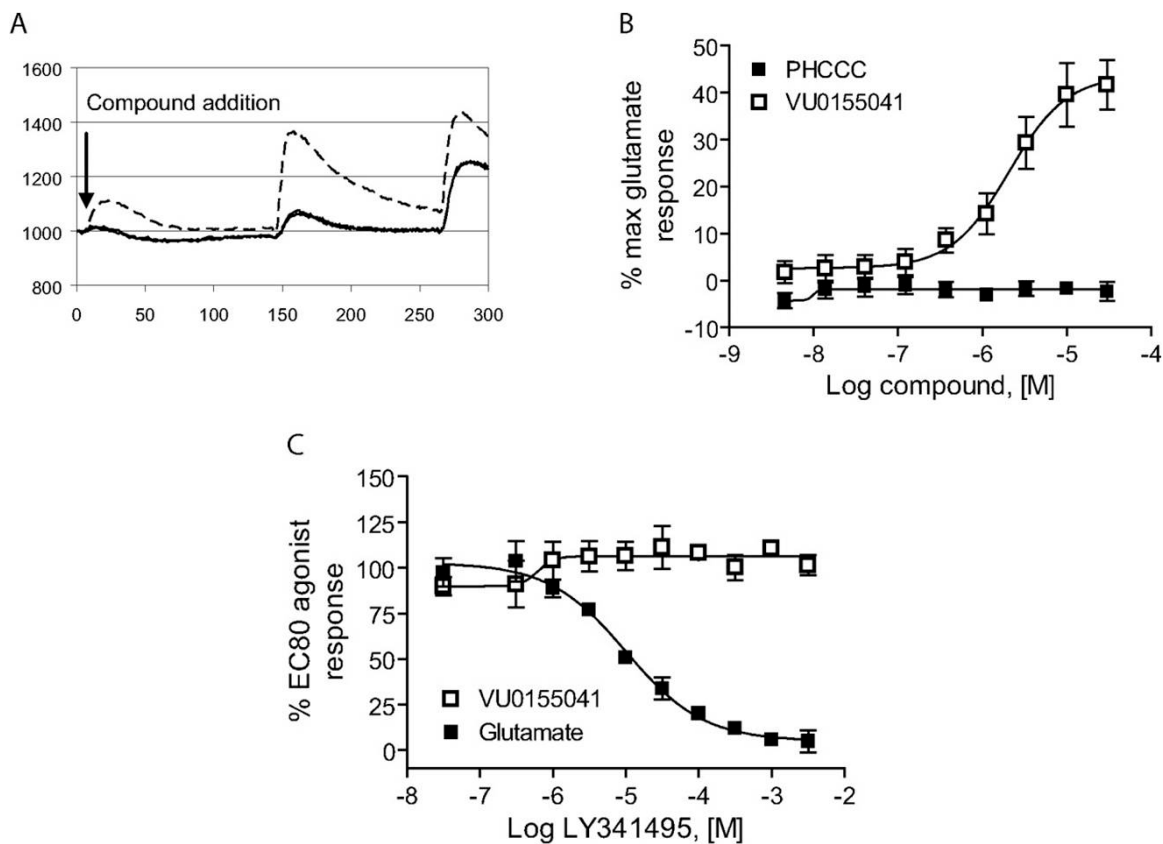 A
1600
1400
1200
1000
800
Compound addition
0 50 100 150 200 250 300
B
50
40
30
20
10
0
-10
% max glutamate
response
PHCCC
VU0155041
-9 -8 -7 -6 -5 -4
Log compound, [M]
C
150
125
100
75
50
25
0
% EC80 agonist
response
VU0155041
Glutamate
-8 -7 -6 -5 -4 -3 -2
Log LY341495, [M]